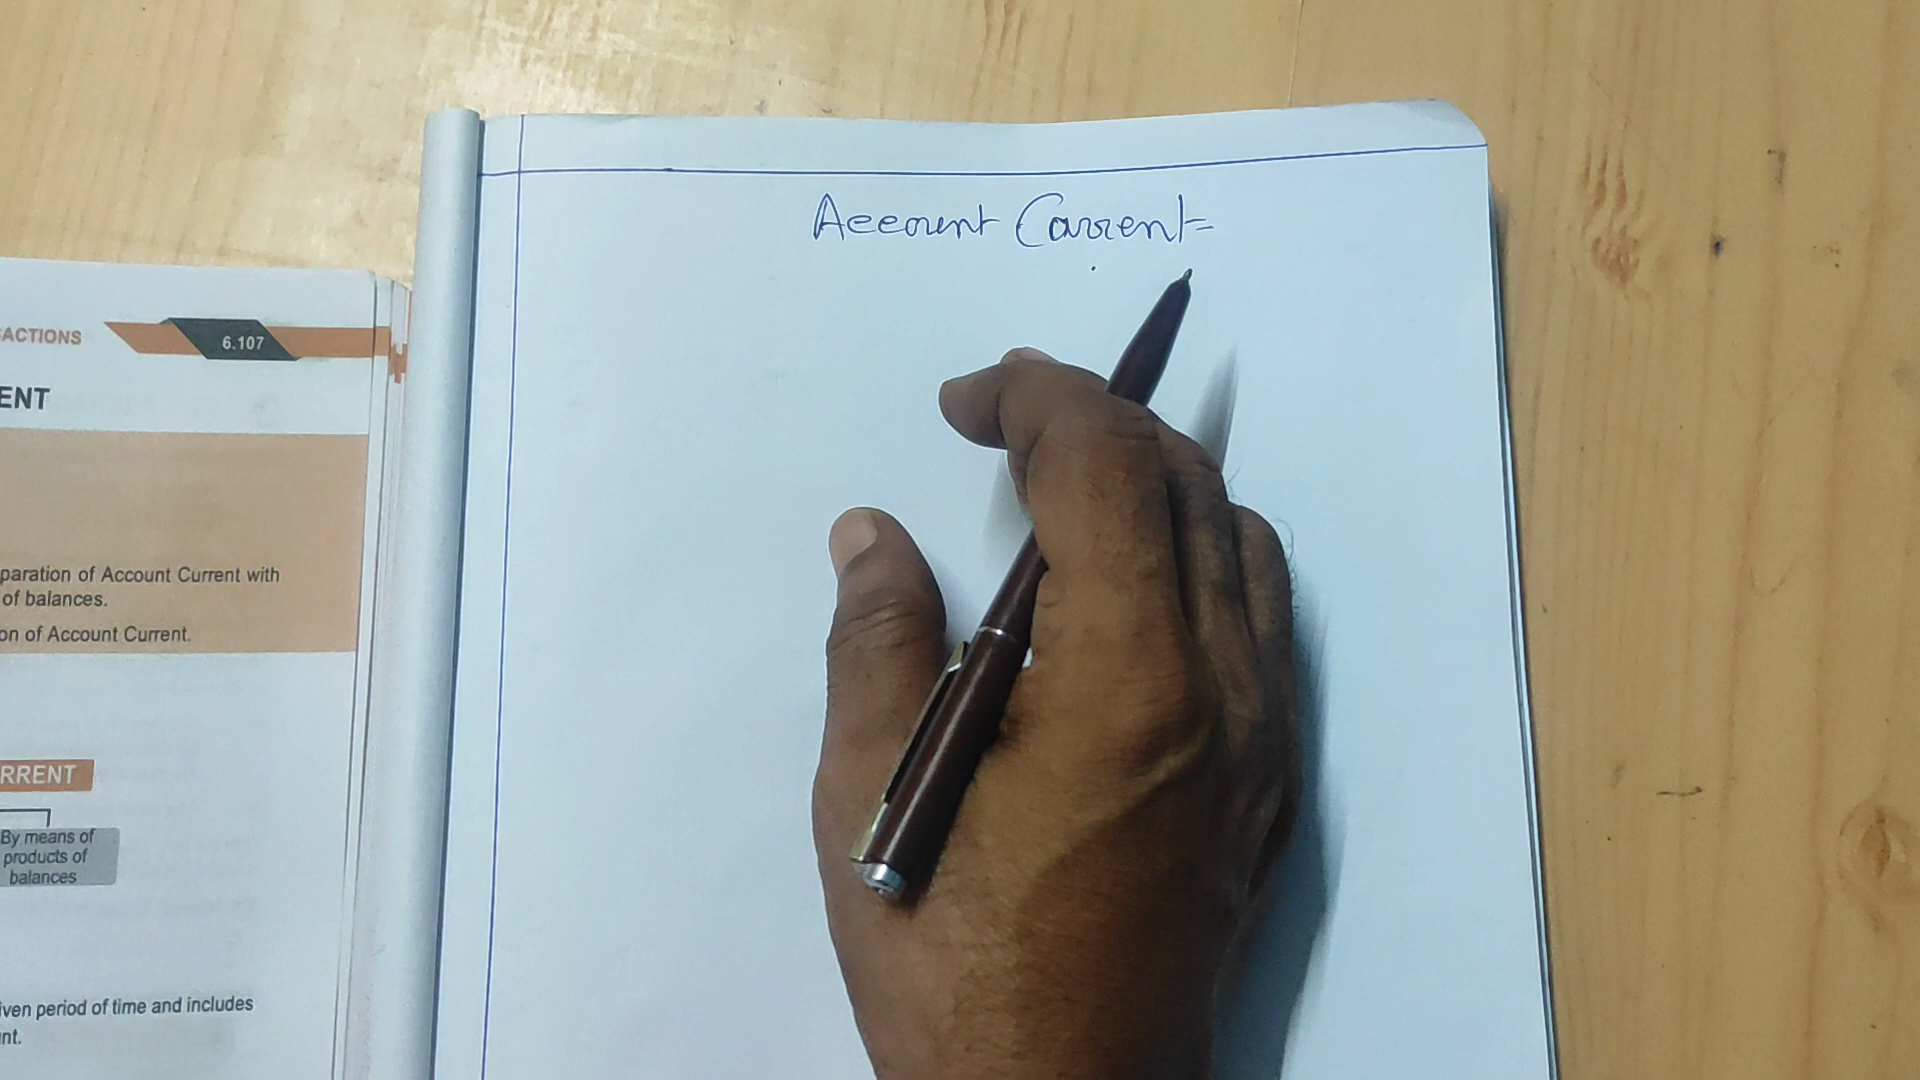 Account Current
ACTIONS
6.107
ENT
paration of Account Current with
of balances.
on of Account Current.
RRENT
By means of
products of
balances
iven period of time and includes
nt.